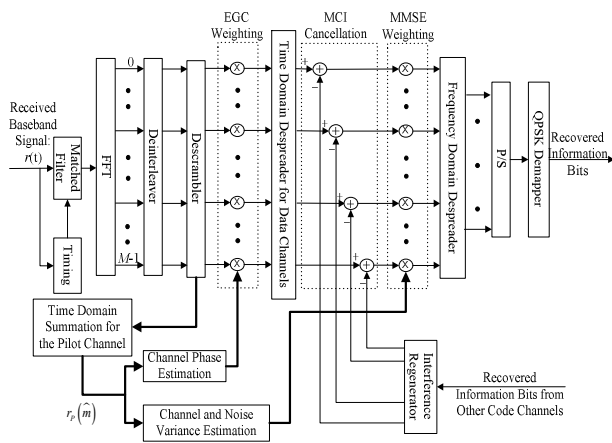 EGC
Weighting
MCI
Cancellation
MMSE
Weighting
Received
Baseband
Signal:
r(t)
Matched
Filter
Timing
FFT
0
M-1
Deinterleaver
Descrambler
X
X
X
X
Time Domain Despreader for
Data Channels
+
+
+
+
+
−
+
−
+
−
+
−
X
X
X
X
Frequency Domain Despreader
P/S
QPSK Demapper
Recovered
Information
Bits
Time Domain
Summation for
the Pilot Channel
Channel Phase
Estimation
r_P(m̂)
Channel and Noise
Variance Estimation
Interference
Regenerator
Recovered
Information Bits from
Other Code Channels